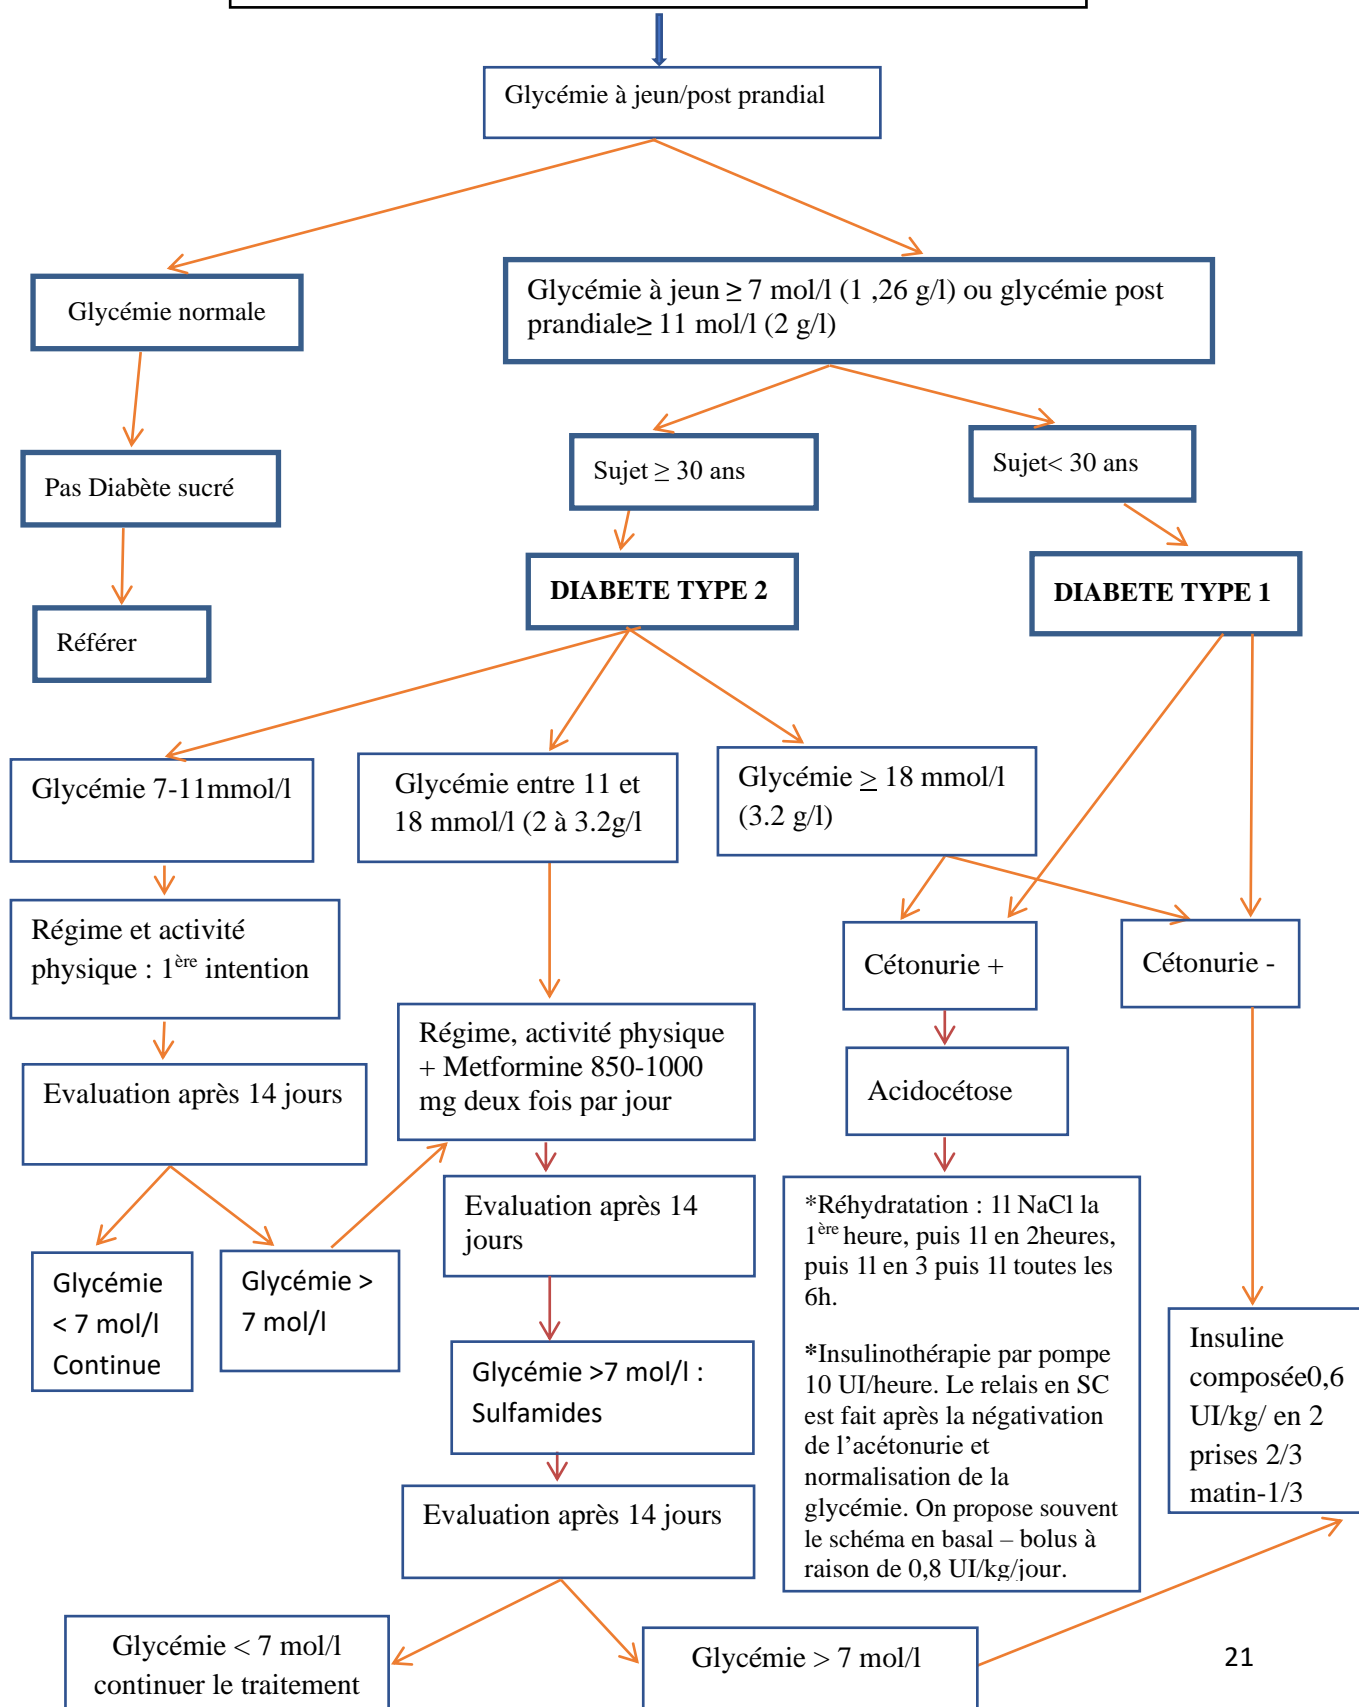 Glycémie à jeun/post prandial
Glycémie normale
Glycémie à jeun ≥ 7 mol/l (1 ,26 g/l) ou glycémie post
prandiale≥ 11 mol/l (2 g/l)
Pas Diabète sucré
Sujet ≥ 30 ans
Sujet< 30 ans
Référer
DIABETE TYPE 2
DIABETE TYPE 1
Glycémie 7-11mmol/l
Glycémie entre 11 et
18 mmol/l (2 à 3.2g/l
Glycémie ≥ 18 mmol/l
(3.2 g/l)
Régime et activité
physique : 1ère intention
Cétonurie +
Cétonurie -
Evaluation après 14 jours
Régime, activité physique
+ Metformine 850-1000
mg deux fois par jour
Acidocétose
Glycémie
< 7 mol/l
Continue
Glycémie >
7 mol/l
Evaluation après 14
jours
*Réhydratation : 1l NaCl la
1ère heure, puis 1l en 2heures,
puis 1l en 3 puis 1l toutes les
6h.
*Insulinothérapie par pompe
10 UI/heure. Le relais en SC
est fait après la négativation
de l’acétonurie et
normalisation de la
glycémie. On propose souvent
le schéma en basal – bolus à
raison de 0,8 UI/kg/jour.
Insuline
composée0,6
UI/kg/ en 2
prises 2/3
matin-1/3
Glycémie >7 mol/l :
Sulfamides
Evaluation après 14 jours
Glycémie < 7 mol/l
continuer le traitement
Glycémie > 7 mol/l
21